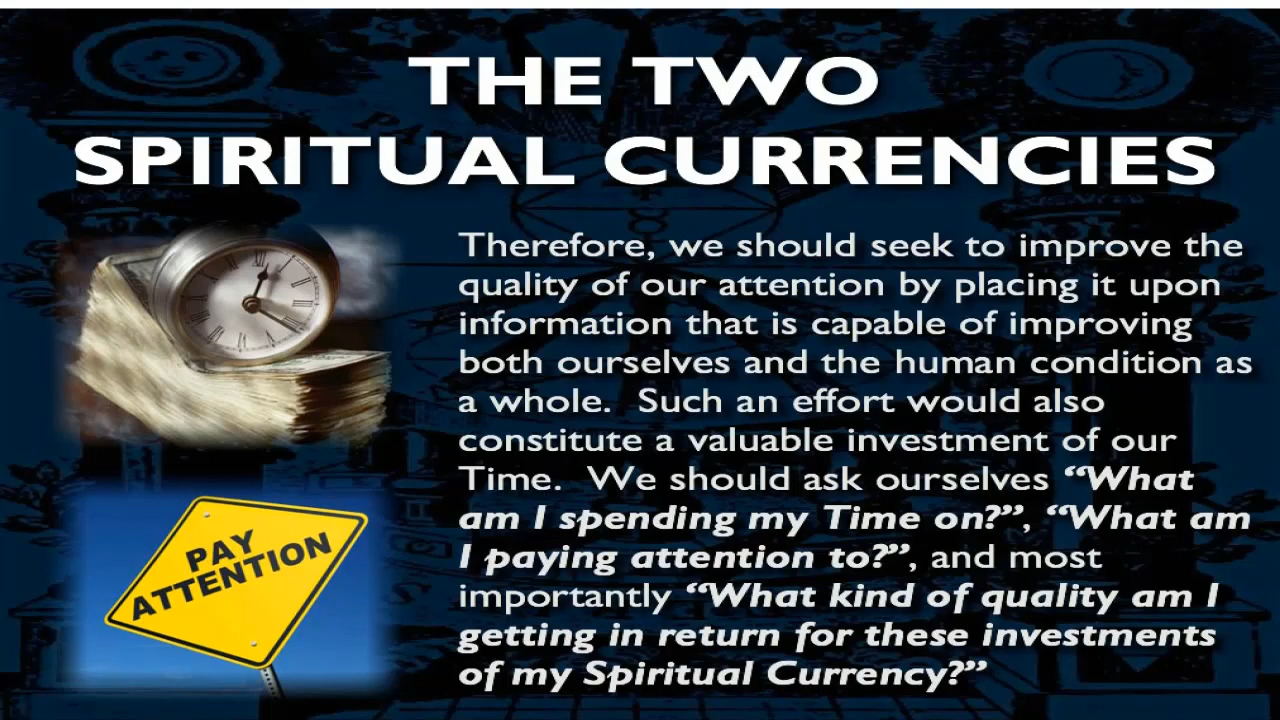 THE TWO
SPIRITUAL CURRENCIES
Therefore, we should seek to improve the
quality of our attention by placing it upon
information that is capable of improving
both ourselves and the human condition as
a whole.  Such an effort would also
constitute a valuable investment of our
Time.  We should ask ourselves “What
am I spending my Time on?”, “What am
I paying attention to?”, and most
importantly “What kind of quality am I
getting in return for these investments
of my Spiritual Currency?”
PAY
ATTENTION